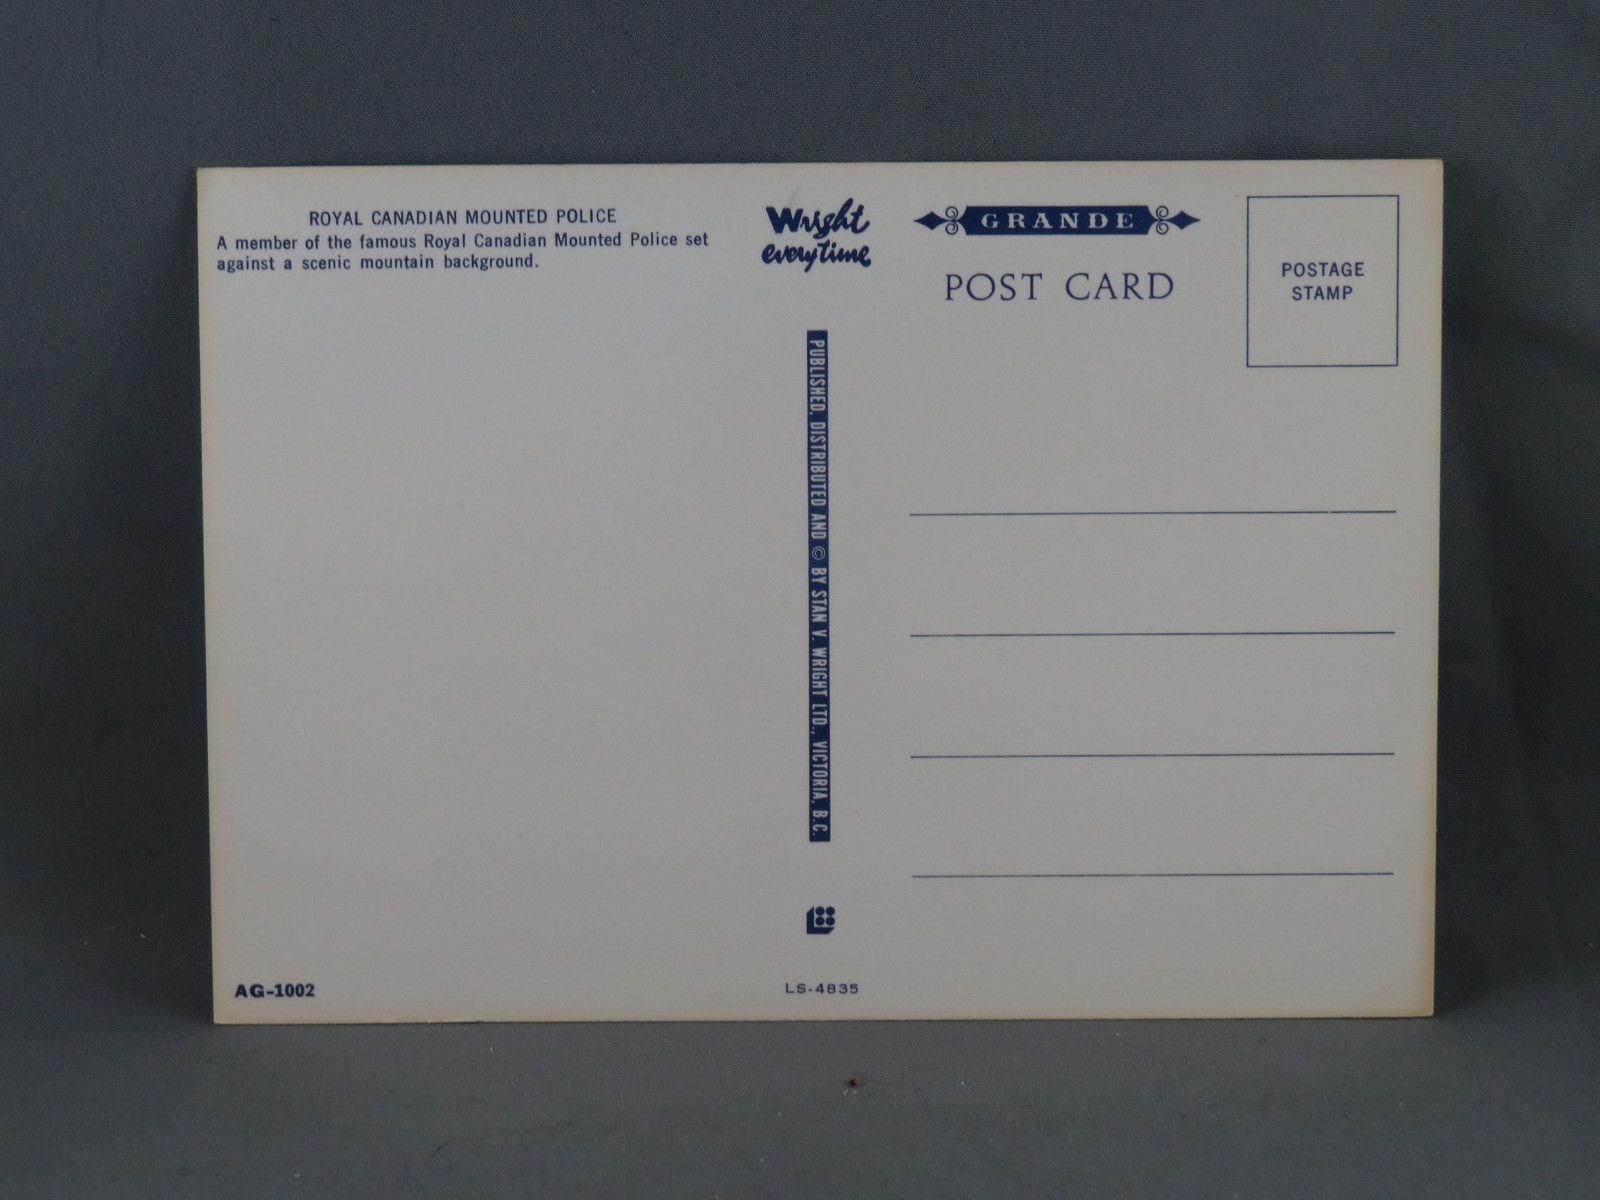 ROYAL CANADIAN MOUNTED POLICE
A member of the famous Royal Canadian Mounted Police set
against a scenic mountain background.
Wright
everytime
GRANDE
POST CARD
POSTAGE
STAMP
PUBLISHED, DISTRIBUTED AND © BY STAN V. WRIGHT LTD., VICTORIA, B.C.
AG-1002
LS-4835